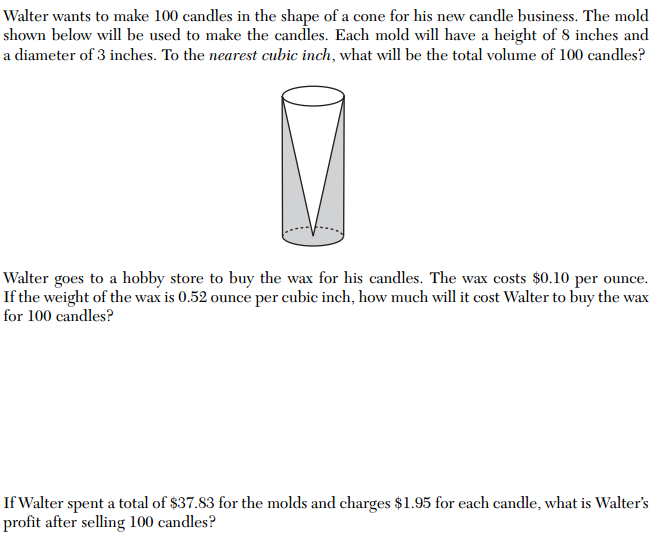 Walter wants to make 100 candles in the shape of a cone for his new candle business. The mold
shown below will be used to make the candles. Each mold will have a height of 8 inches and
a diameter of 3 inches. To the nearest cubic inch, what will be the total volume of 100 candles?
Walter goes to a hobby store to buy the wax for his candles. The wax costs $0.10 per ounce.
If the weight of the wax is 0.52 ounce per cubic inch, how much will it cost Walter to buy the wax
for 100 candles?
If Walter spent a total of $37.83 for the molds and charges $1.95 for each candle, what is Walter's
profit after selling 100 candles?